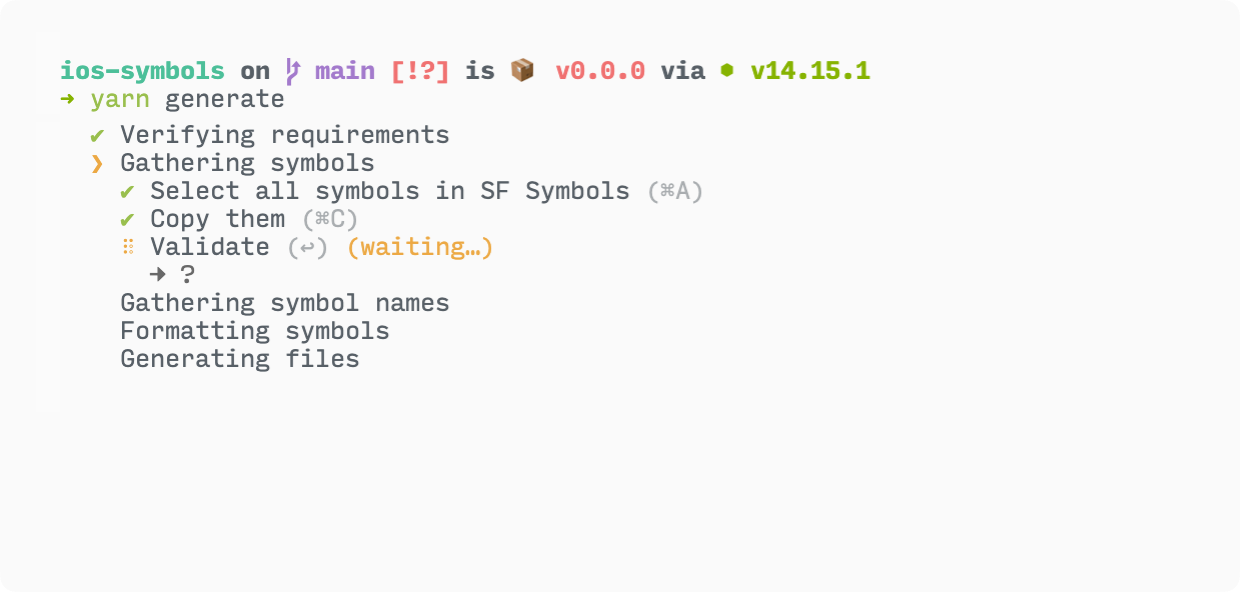 ios-symbols on main [!?] is 📦 v0.0.0 via ⬢ v14.15.1
➜ yarn generate
✔ Verifying requirements
❯ Gathering symbols
✔ Select all symbols in SF Symbols (⌘A)
✔ Copy them (⌘C)
⠿ Validate (↩) (waiting…)
→ ?
Gathering symbol names
Formatting symbols
Generating files